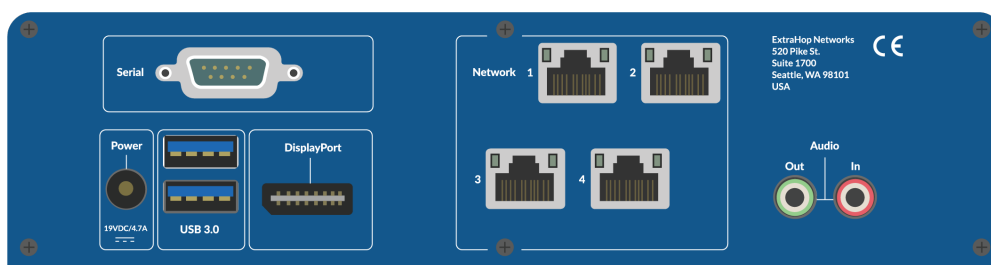 Serial
Network 1 2
ExtraHop Networks
520 Pike St.
Suite 1700
Seattle, WA 98101
USA
CE
Power
DisplayPort
Audio
Out In
3 4
19VDC/4.7A
USB 3.0